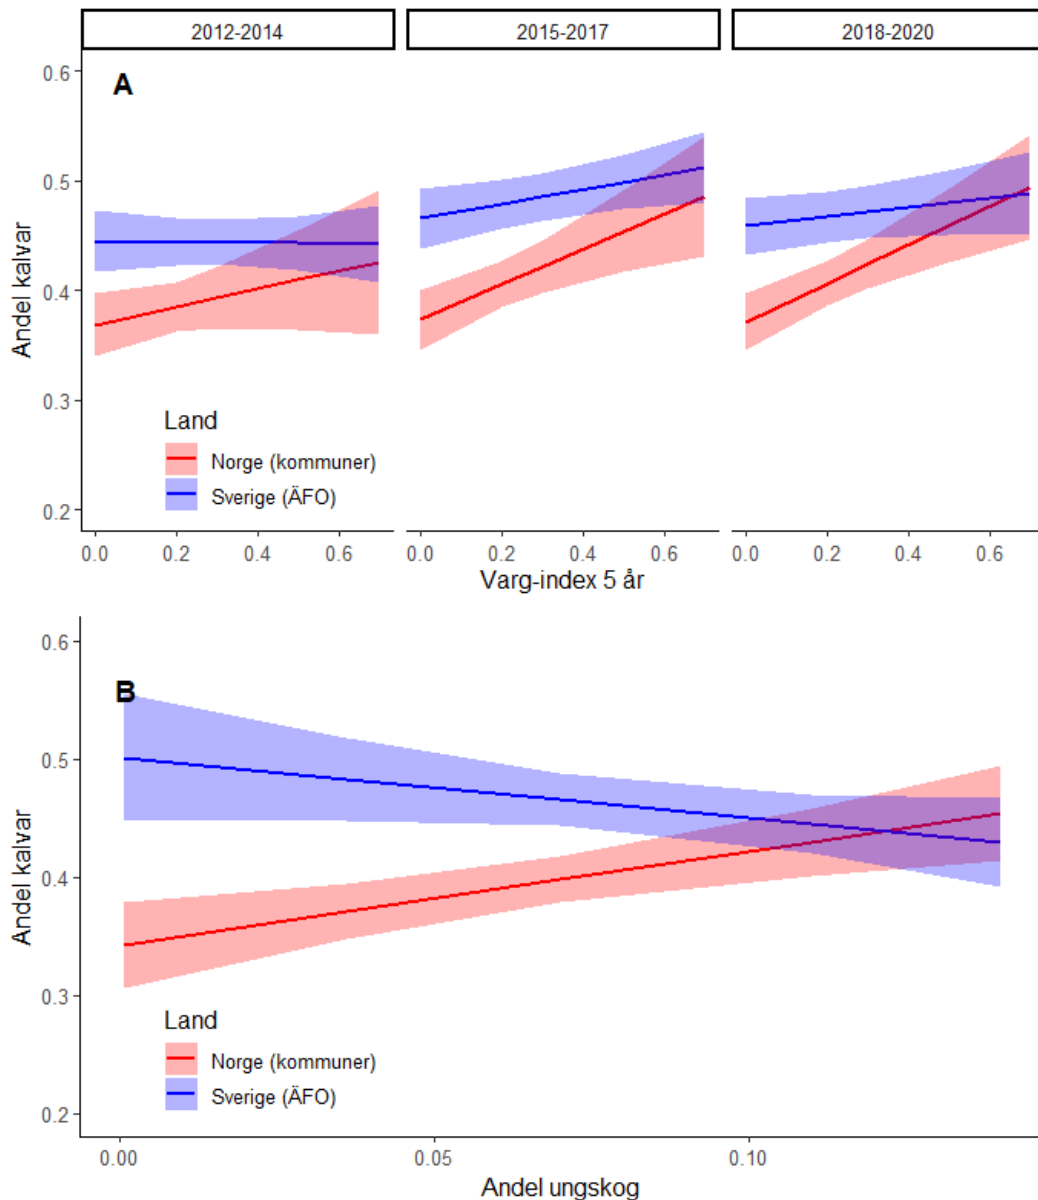 2012-2014 2015-2017 2018-2020
A
0.6
0.5
0.4
0.3
0.2
Andel kalvar
Land
Norge (kommuner)
Sverige (ÄFO)
0.0 0.2 0.4 0.6 0.0 0.2 0.4 0.6 0.0 0.2 0.4 0.6
Varg-index 5 år
B
0.6
0.5
0.4
0.3
0.2
Andel kalvar
Land
Norge (kommuner)
Sverige (ÄFO)
0.00 0.05 0.10
Andel ungskog